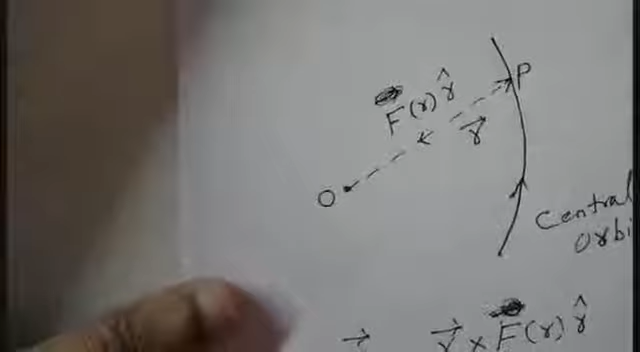 P
F(r) r̂
r⃗
O
Central
Orbi
r⃗ × F(r) r̂